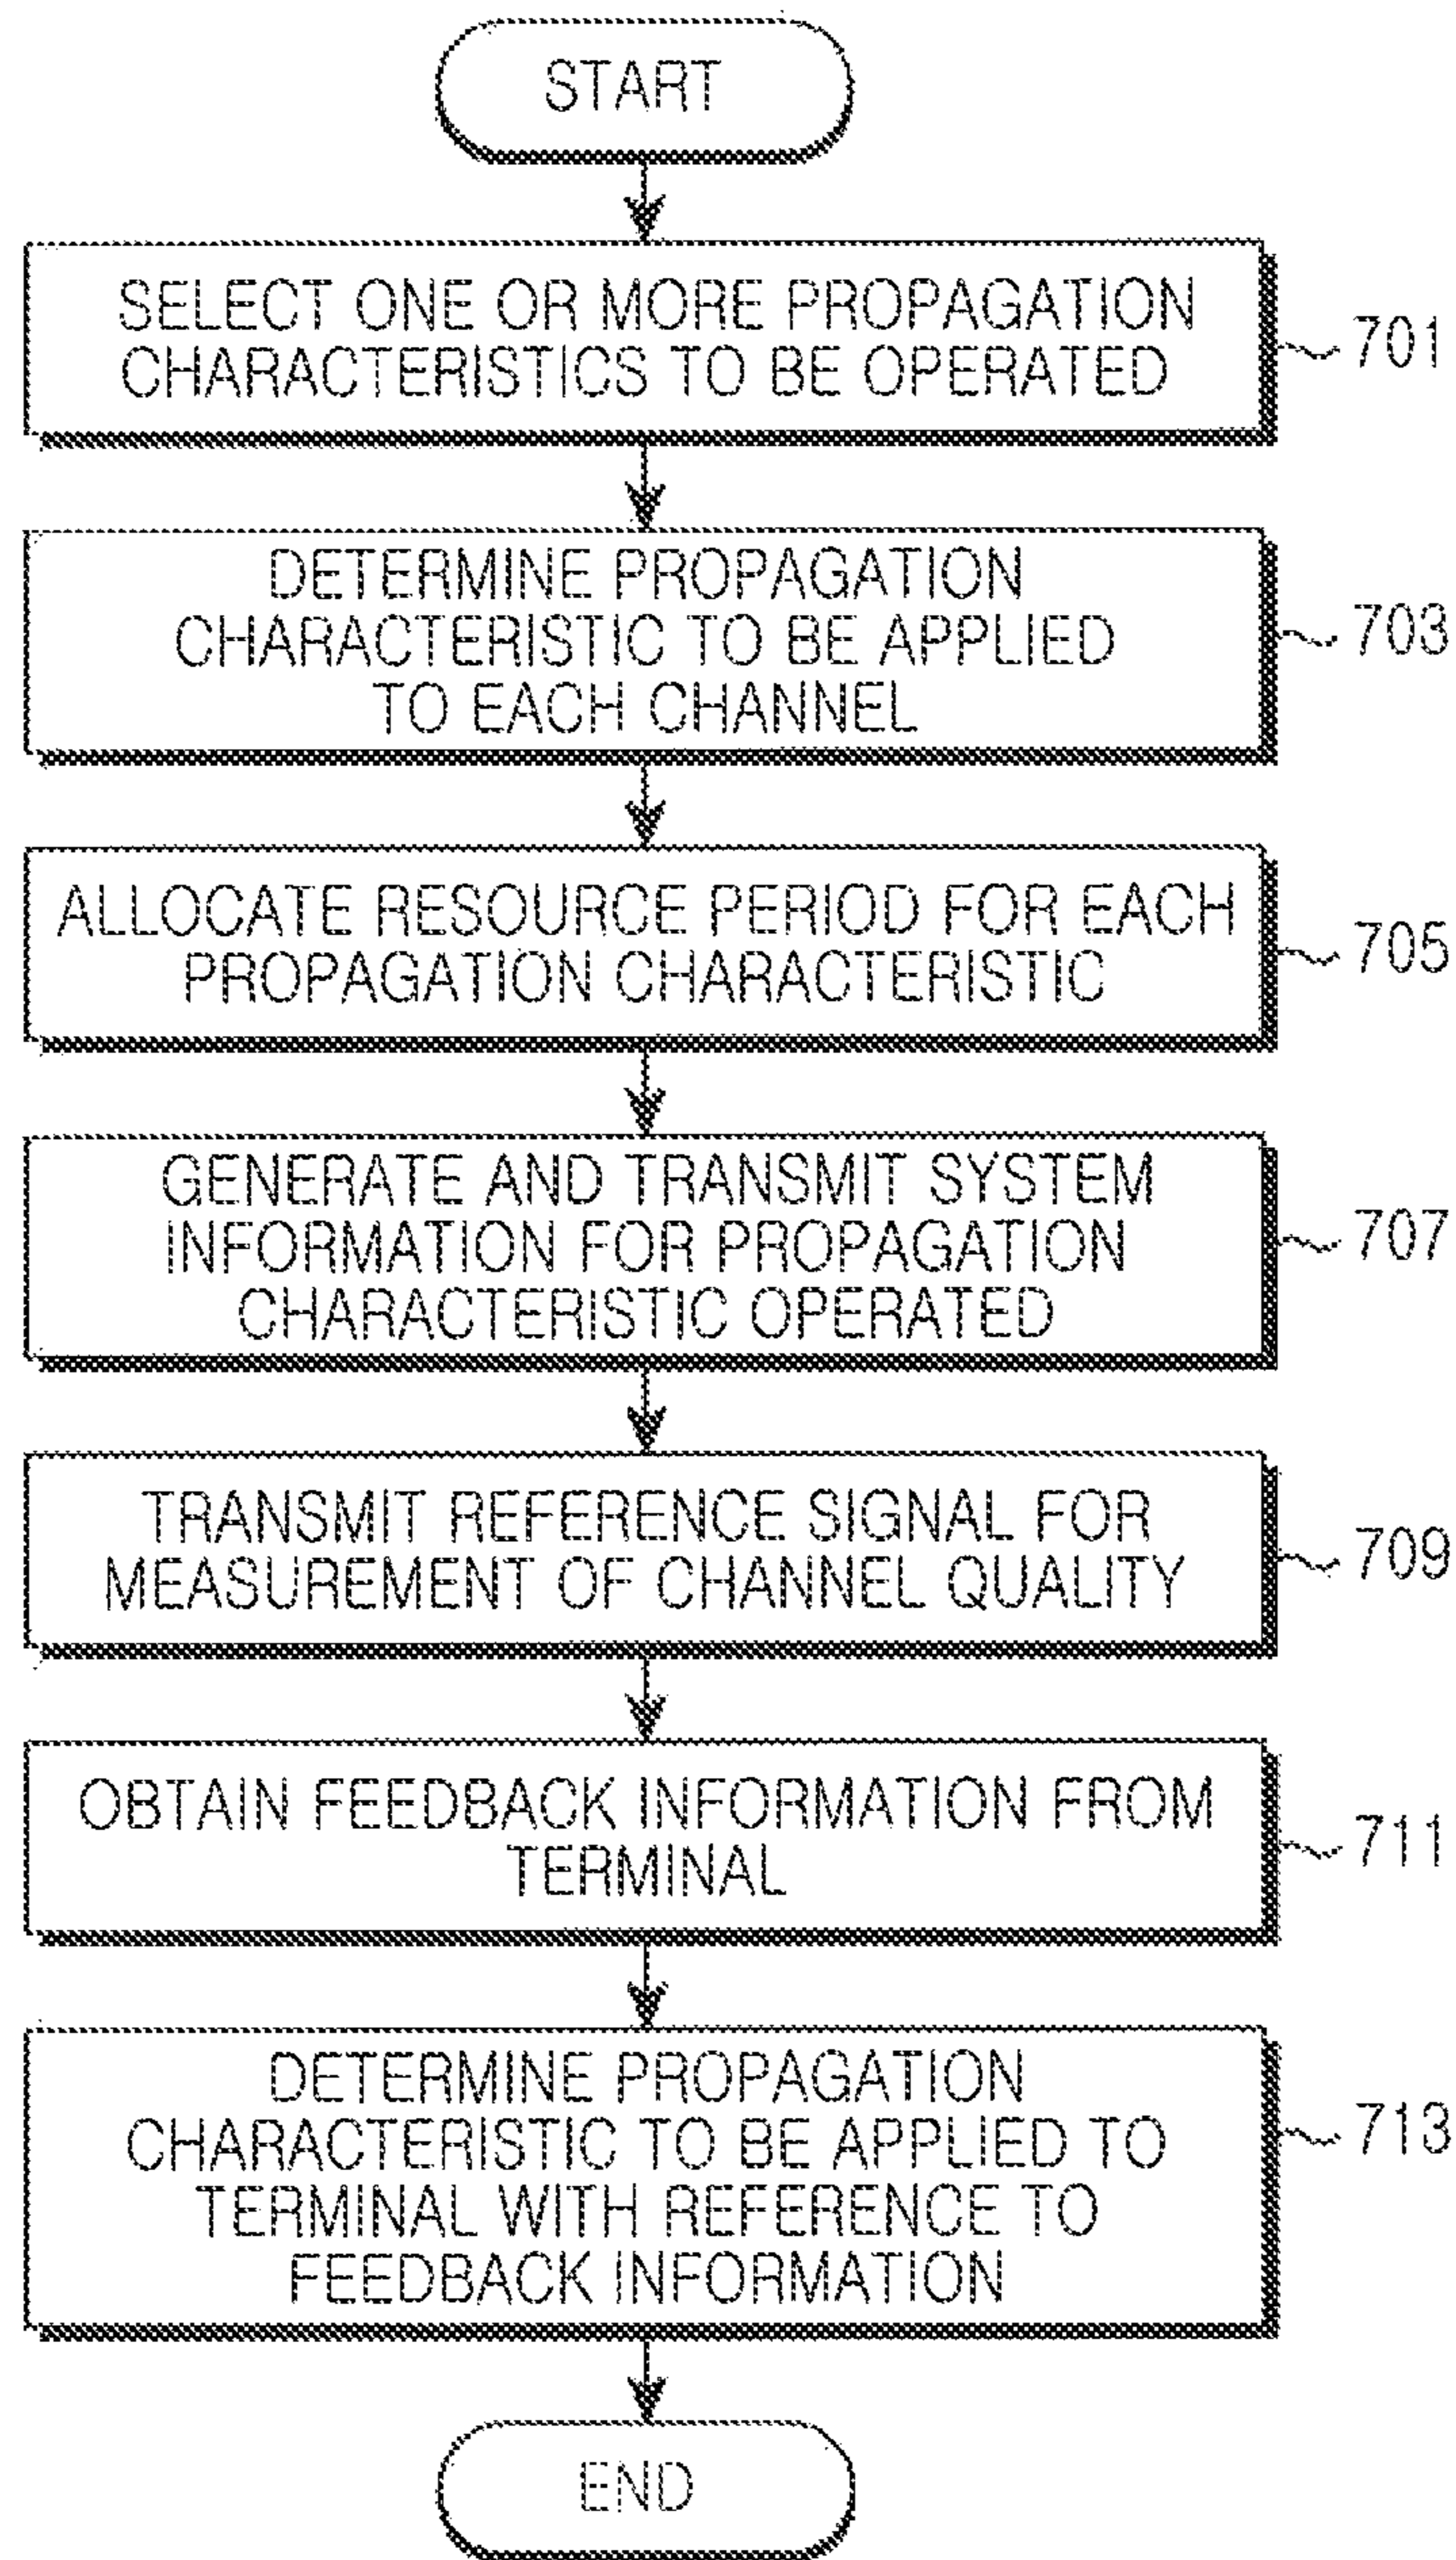 START
SELECT ONE OR MORE PROPAGATION
CHARACTERISTICS TO BE OPERATED
701
DETERMINE PROPAGATION
CHARACTERISTIC TO BE APPLIED
TO EACH CHANNEL
703
ALLOCATE RESOURCE PERIOD FOR EACH
PROPAGATION CHARACTERISTIC
705
GENERATE AND TRANSMIT SYSTEM
INFORMATION FOR PROPAGATION
CHARACTERISTIC OPERATED
707
TRANSMIT REFERENCE SIGNAL FOR
MEASUREMENT OF CHANNEL QUALITY
709
OBTAIN FEEDBACK INFORMATION FROM
TERMINAL
711
DETERMINE PROPAGATION
CHARACTERISTIC TO BE APPLIED TO
TERMINAL WITH REFERENCE TO
FEEDBACK INFORMATION
713
END